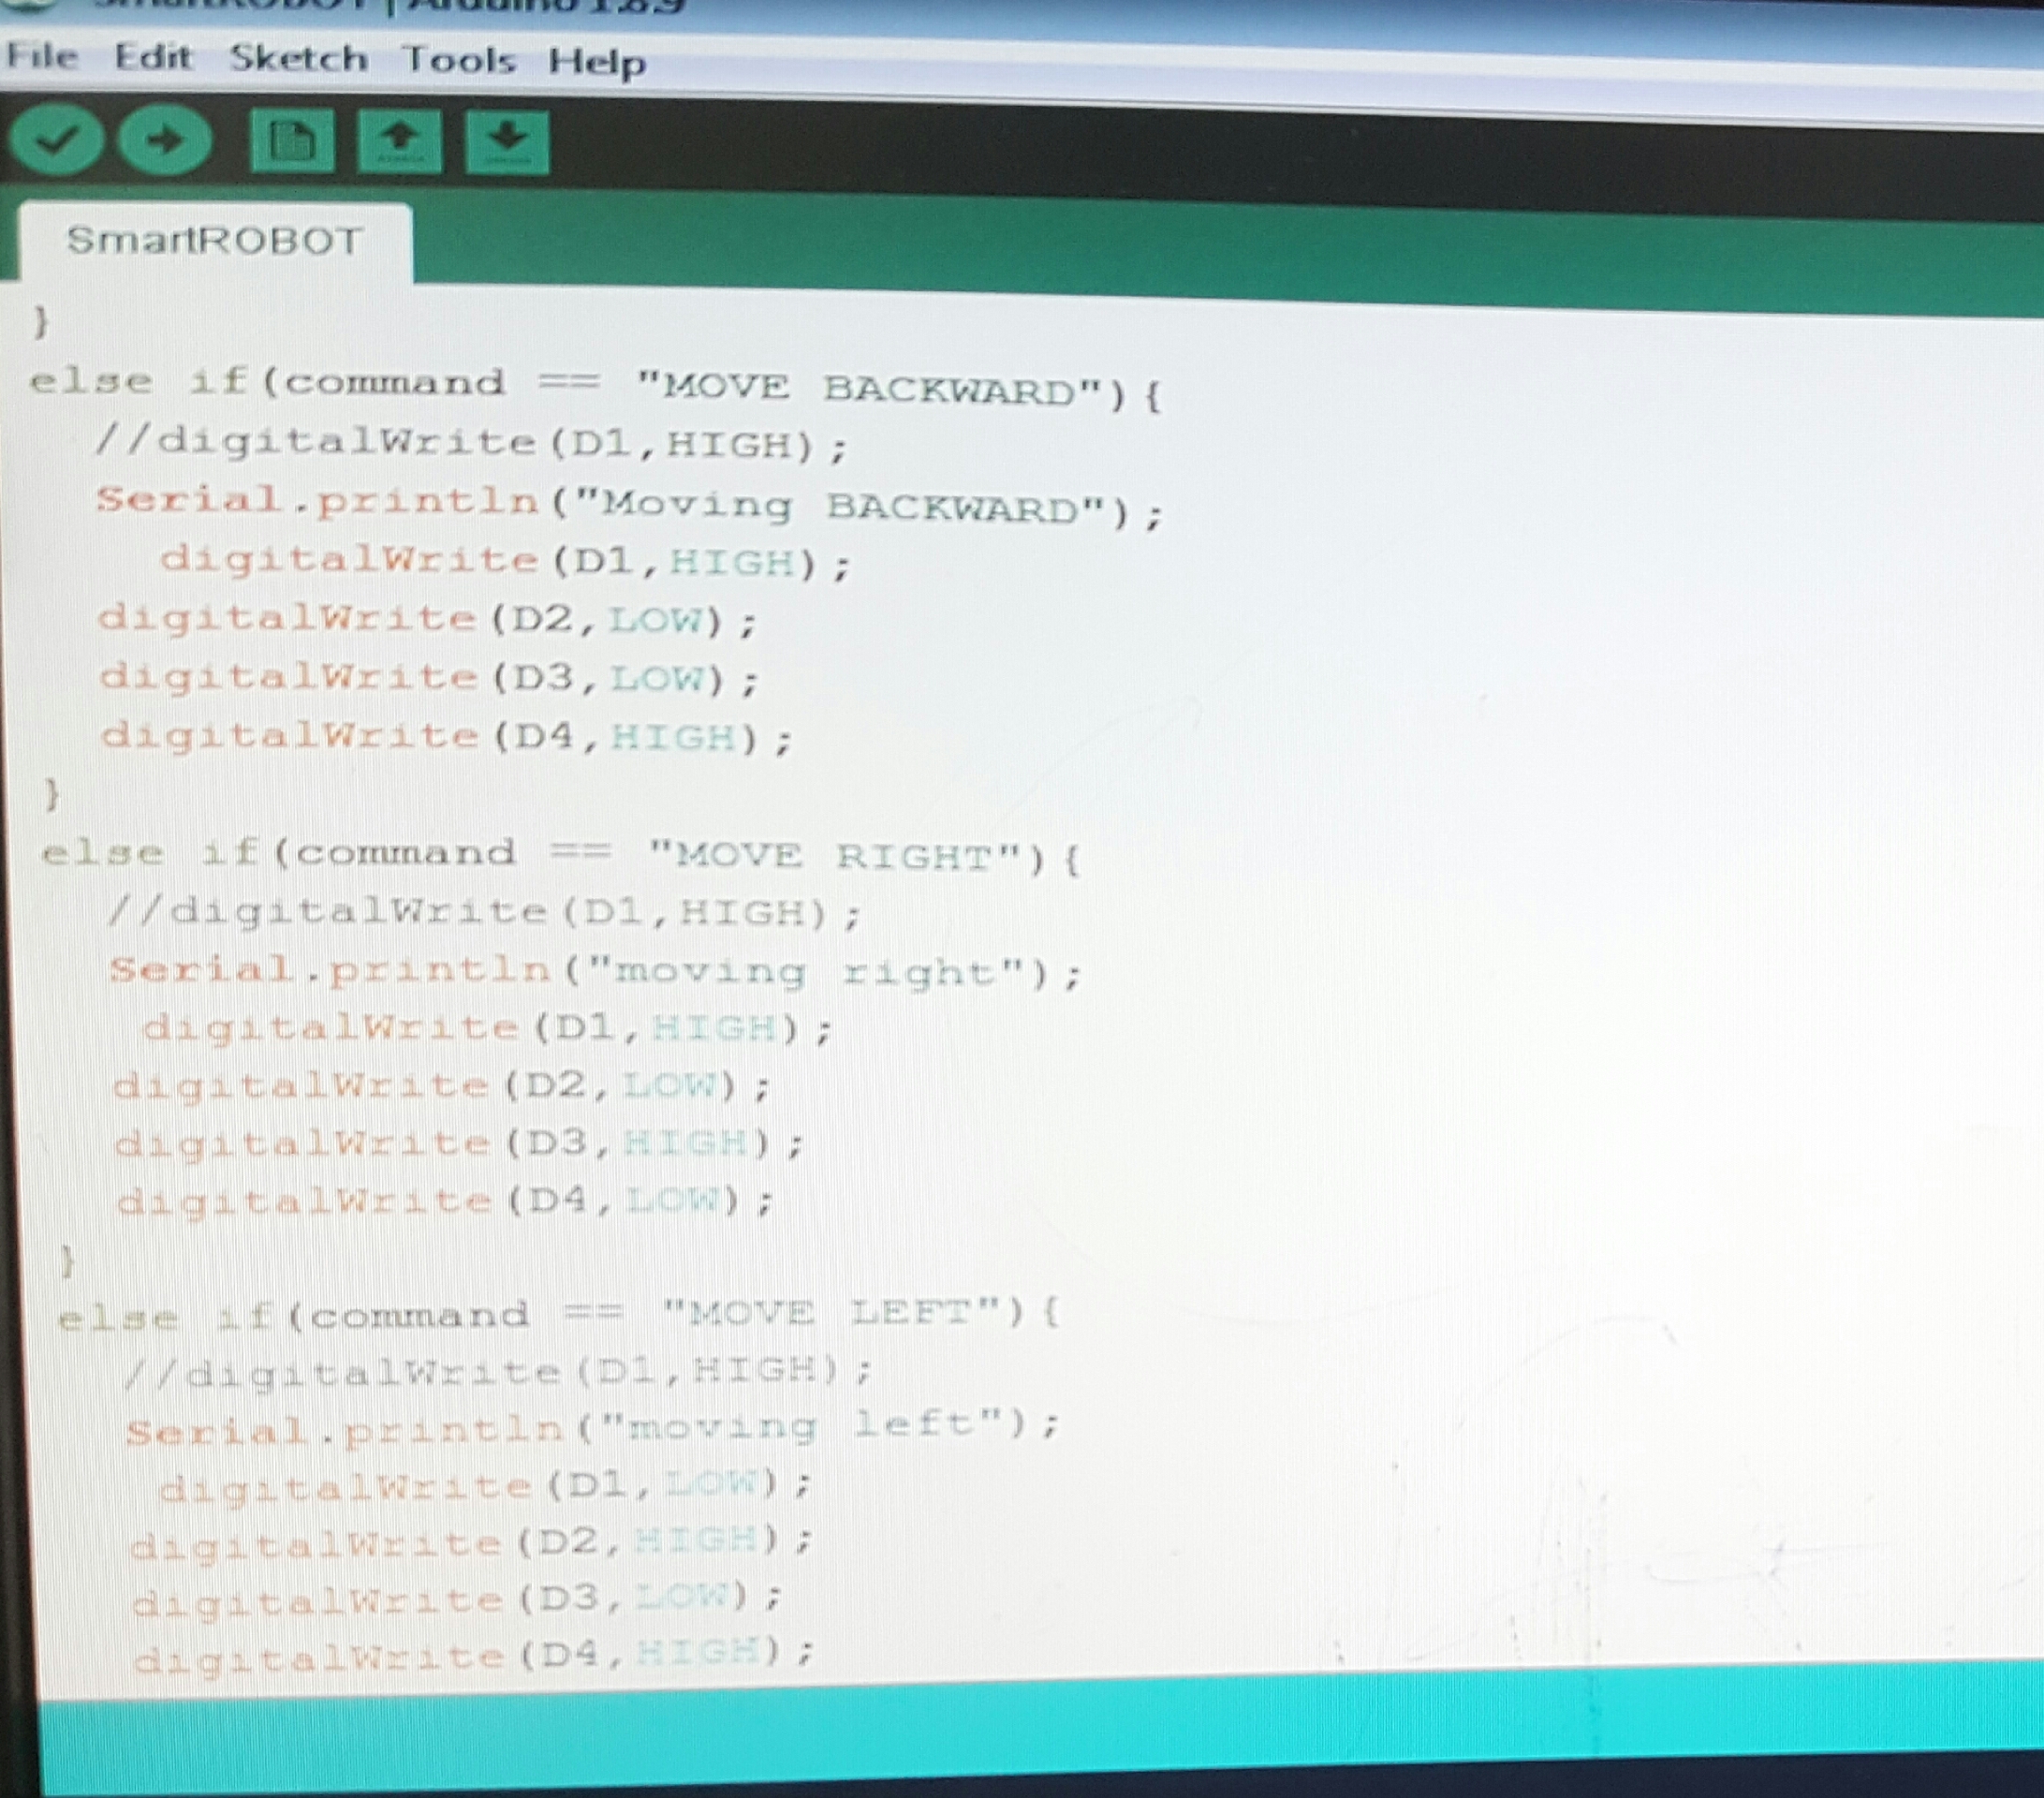 SmartROBOT | Arduino 1.8.9
File Edit Sketch Tools Help
SmartROBOT
}
else if(command == "MOVE BACKWARD"){
//digitalWrite(D1,HIGH);
Serial.println("Moving BACKWARD");
digitalWrite(D1,HIGH);
digitalWrite(D2,LOW);
digitalWrite(D3,LOW);
digitalWrite(D4,HIGH);
}
else if(command == "MOVE RIGHT"){
//digitalWrite(D1,HIGH);
Serial.println("moving right");
digitalWrite(D1,HIGH);
digitalWrite(D2,LOW);
digitalWrite(D3,HIGH);
digitalWrite(D4,LOW);
}
else if(command == "MOVE LEFT"){
//digitalWrite(D1,HIGH);
Serial.println("moving left");
digitalWrite(D1,LOW);
digitalWrite(D2,HIGH);
digitalWrite(D3,LOW);
digitalWrite(D4,HIGH);